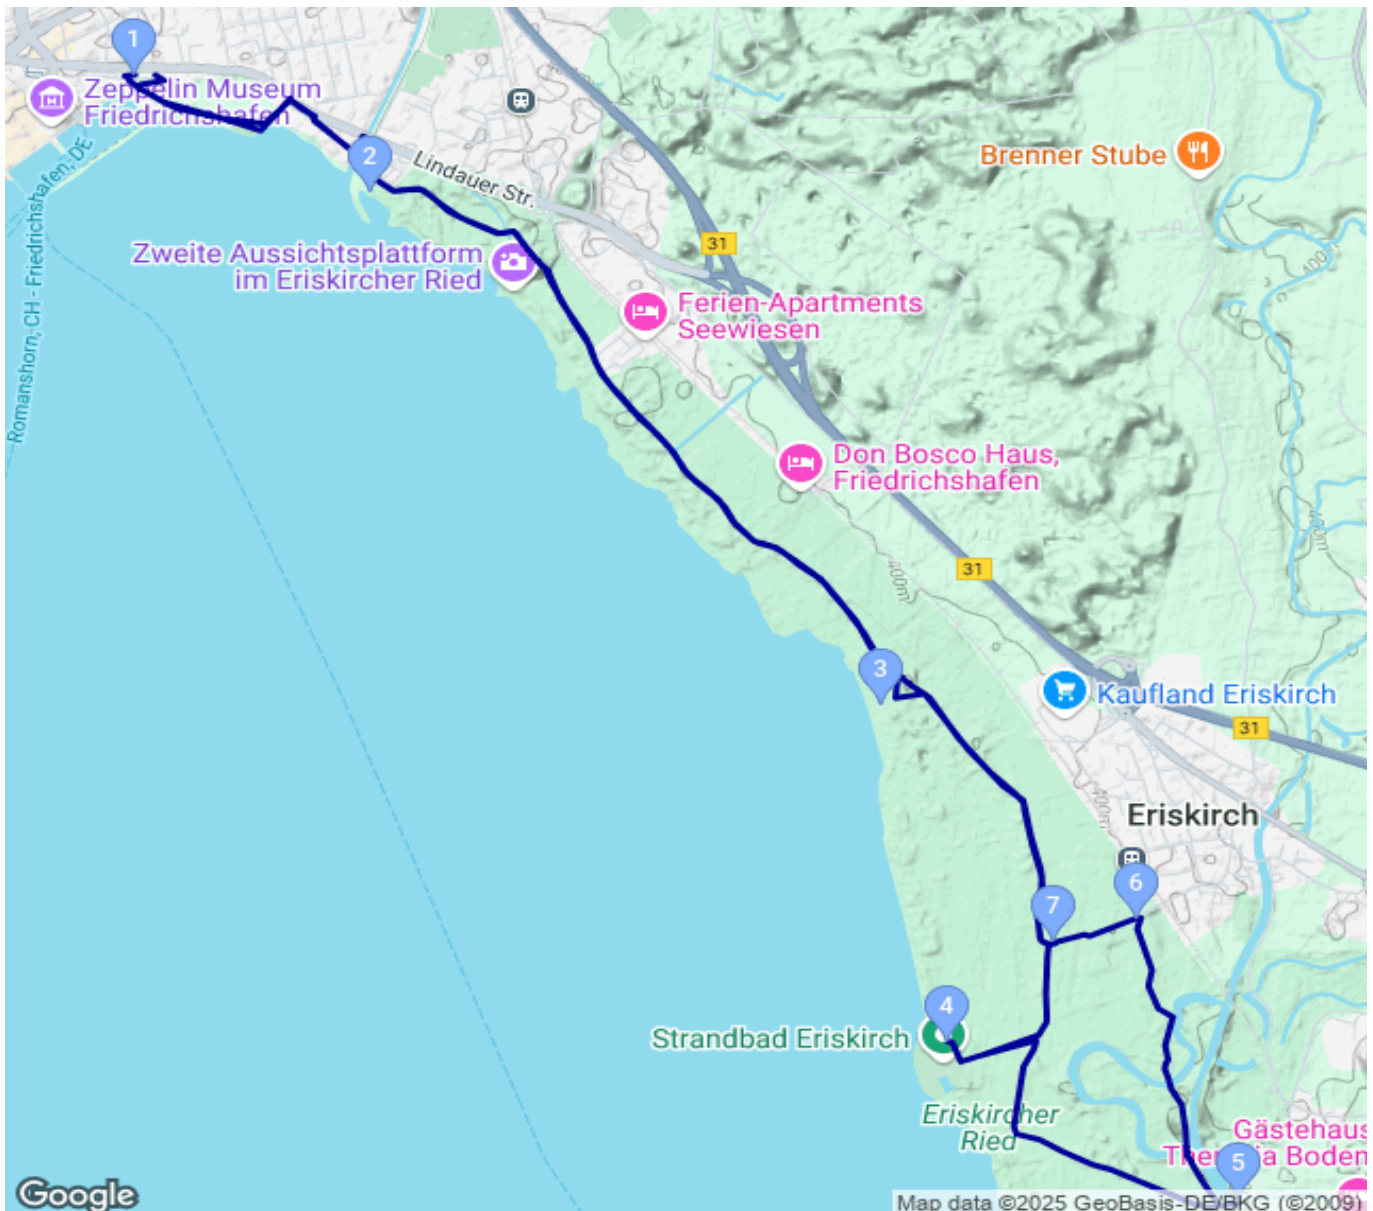 1
Zeppelin Museum
Friedrichshafen
2
Lindauer Str.
Brenner Stube
31
Romanshorn, CH - Friedrichshafen, DE
Zweite Aussichtsplattform
im Eriskircher Ried
400
Ferien-Apartments
Seewiesen
Don Bosco Haus,
Friedrichshafen
400m
31
400m
3
Kaufland Eriskirch
31
400m
Eriskirch
6
7
4
Strandbad Eriskirch
Eriskircher
Ried
Gästehaus
5
Google
Map data ©2025 GeoBasis-DE/BKG (©2009)